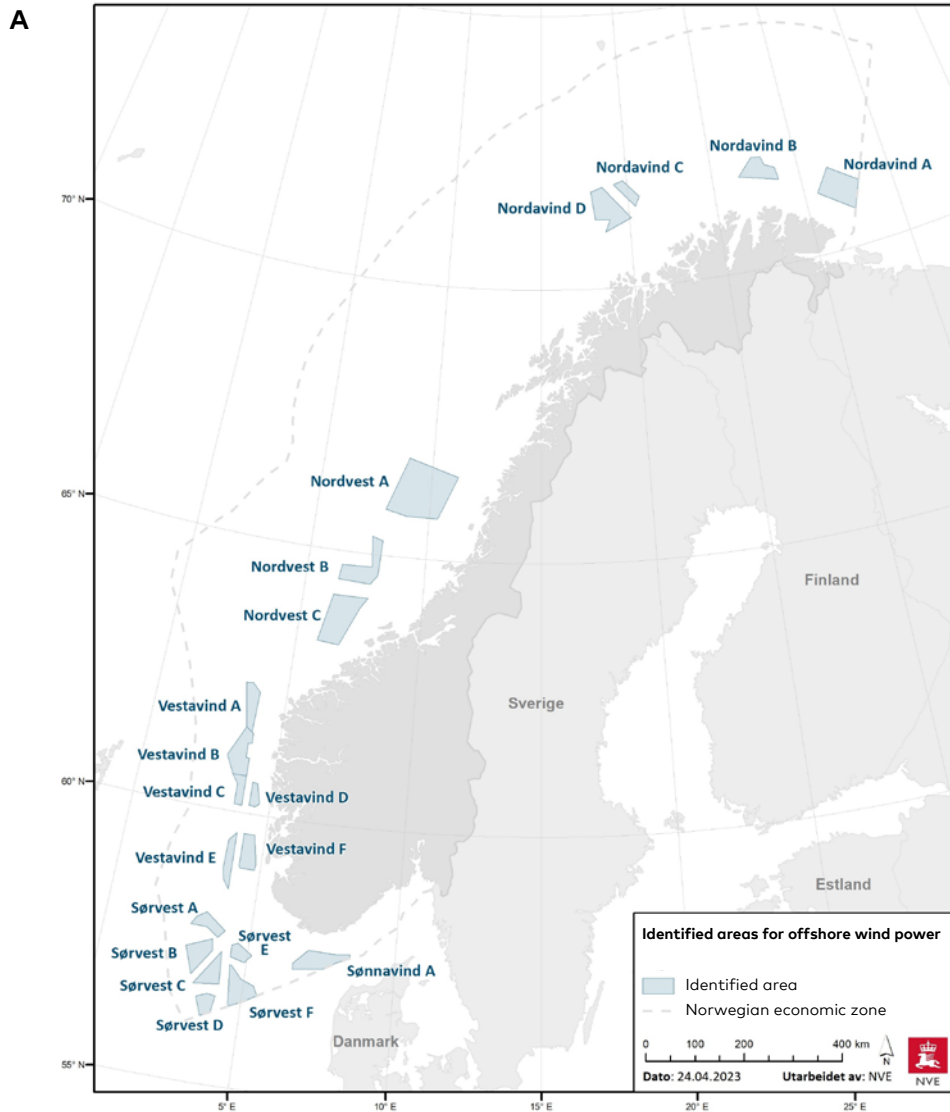 A
Nordavind B
Nordavind A
Nordavind C
Nordavind D
70° N
Nordvest A
65° N
Nordvest B
Finland
Nordvest C
Sverige
Vestavind A
Vestavind B
60° N
Vestavind C
Vestavind D
Vestavind F
Vestavind E
Estland
Sørvest A
Sørvest
E
Sørvest B
Sønnavind A
Sørvest C
Sørvest F
Sørvest D
Danmark
55° N
Identified areas for offshore wind power
Identified area
Norwegian economic zone
0 100 200 400 km
N
Dato: 24.04.2023 Utarbeidet av: NVE
NVE
5° E 10° E 15° E 20° E 25° E